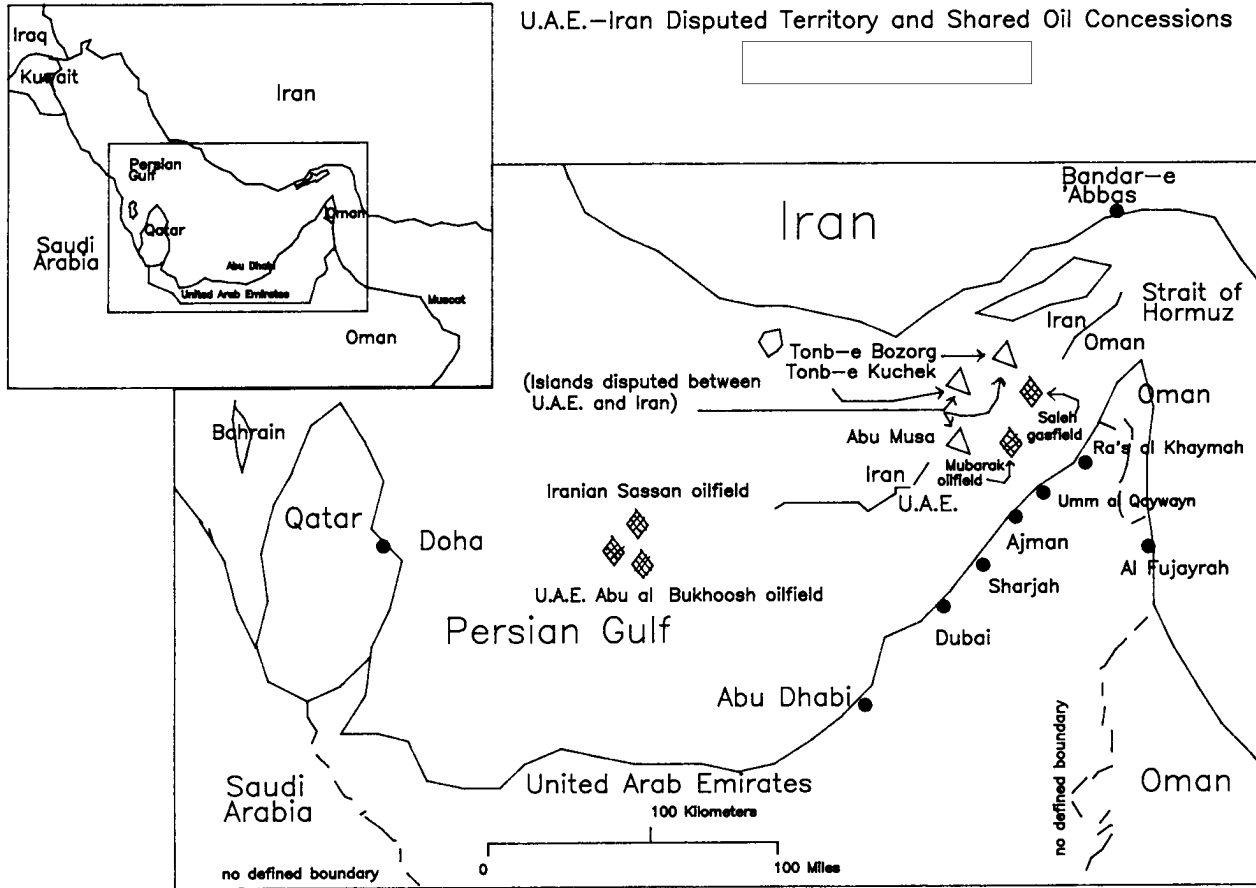 U.A.E.-Iran Disputed Territory and Shared Oil Concessions
Iraq
Kuwait
Iran
Persian
Gulf
Oman
Qatar
Saudi
Arabia
Abu Dhabi
United Arab Emirates
Muscat
Oman
Bandar-e
'Abbas
Iran
Strait of
Hormuz
Iran
Oman
Tonb-e Bozorg
Tonb-e Kuchek
(Islands disputed between
U.A.E. and Iran)
Oman
Saleh
gasfield
Abu Musa
Bahrain
Ra's al Khaymah
Mubarak
oilfield
Iran
U.A.E.
Umm al Qaywayn
Iranian Sassan oilfield
Qatar
Doha
Ajman
Al Fujayrah
Sharjah
U.A.E. Abu al Bukhoosh oilfield
Persian Gulf
Dubai
Abu Dhabi
no defined boundary
Oman
Saudi
Arabia
United Arab Emirates
100 Kilometers
0
100 Miles
no defined boundary